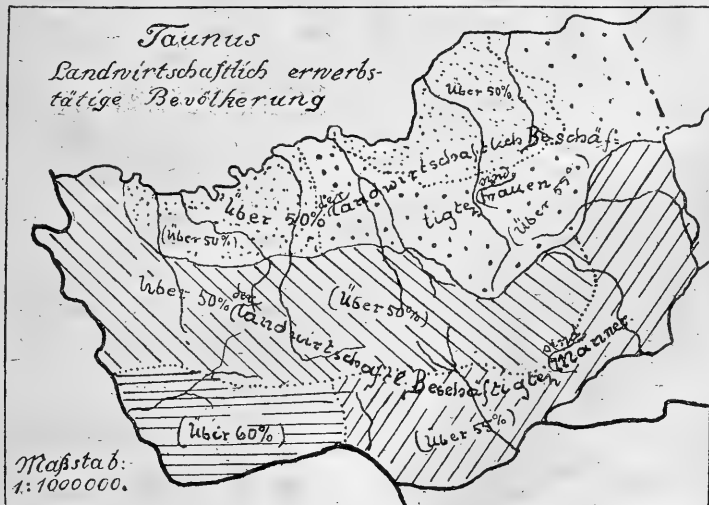 Taunus
Landwirtschaftlich erwerbs-
tätige Bevölkerung
(Über 50%)
Über 50% der Landwirtschaftlich Beschäf-
tigten sind Frauen
(Über 55%)
(Über 50%)
Über 50% der Landwirtschaftl. Beschäftigten sind Männer.
(Über 50%)
(Über 60%)
(Über 55%)
Maßstab:
1:1000000.